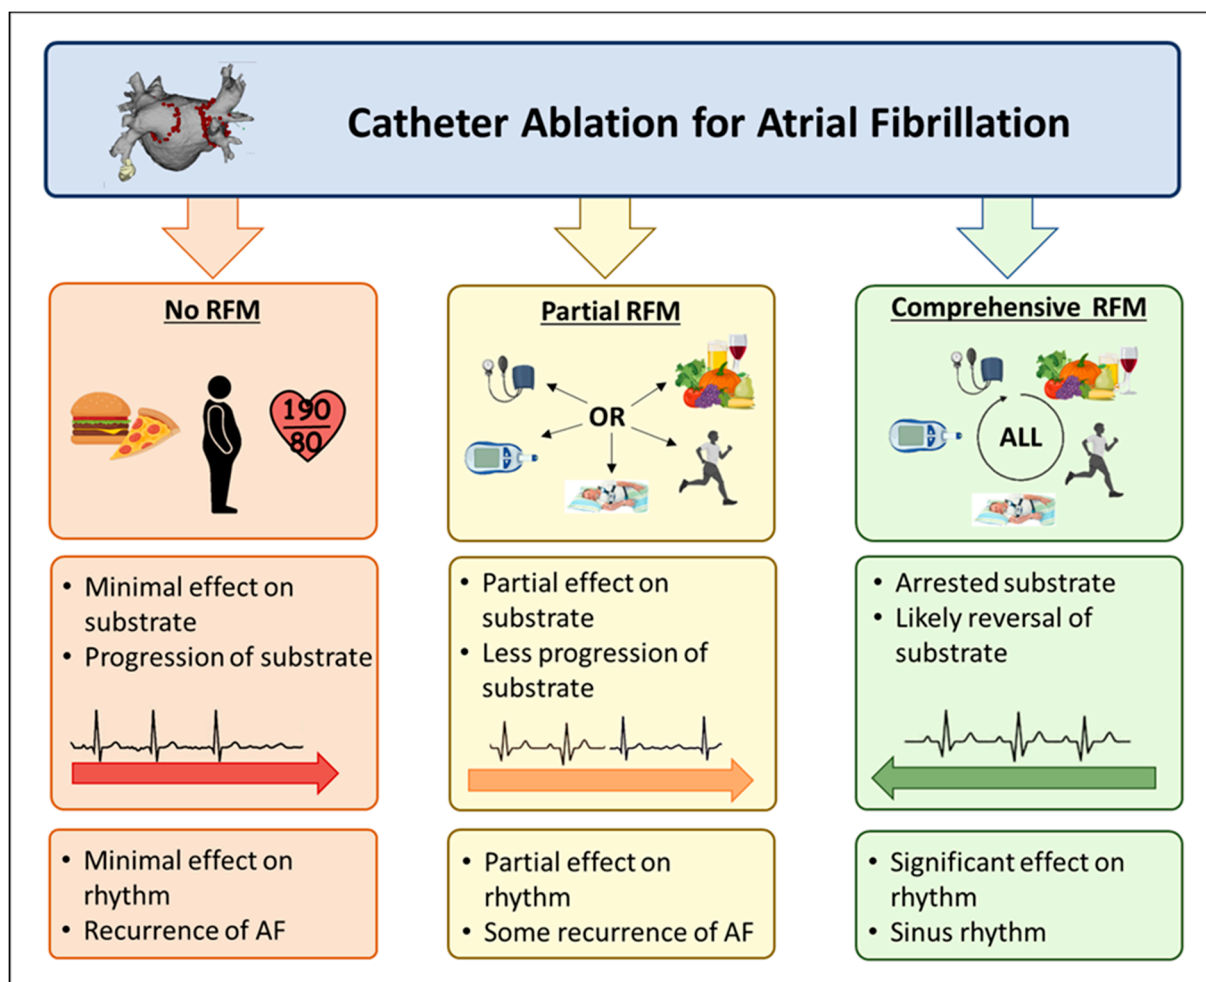 Catheter Ablation for Atrial Fibrillation
No RFM
190
80
Partial RFM
OR
Comprehensive RFM
ALL
• Minimal effect on
substrate
• Progression of substrate
• Partial effect on
substrate
• Less progression of
substrate
• Arrested substrate
• Likely reversal of
substrate
• Minimal effect on
rhythm
• Recurrence of AF
• Partial effect on
rhythm
• Some recurrence of AF
• Significant effect on
rhythm
• Sinus rhythm